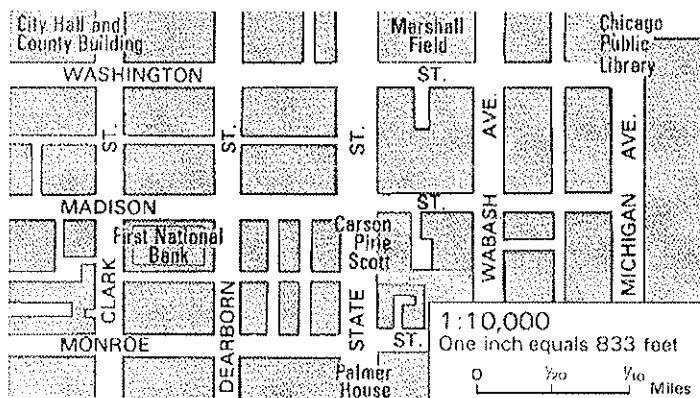 City Hall and
County Building
Marshall
Field
Chicago
Public
Library
WASHINGTON ST.
ST.
ST.
ST.
AVE.
AVE.
MADISON ST.
First National
Bank
Carson
Pirie
Scott
CLARK
DEARBORN
STATE
WABASH
MICHIGAN
MONROE ST.
Palmer
House
1:10,000
One inch equals 833 feet
0 1/20 1/10
Miles